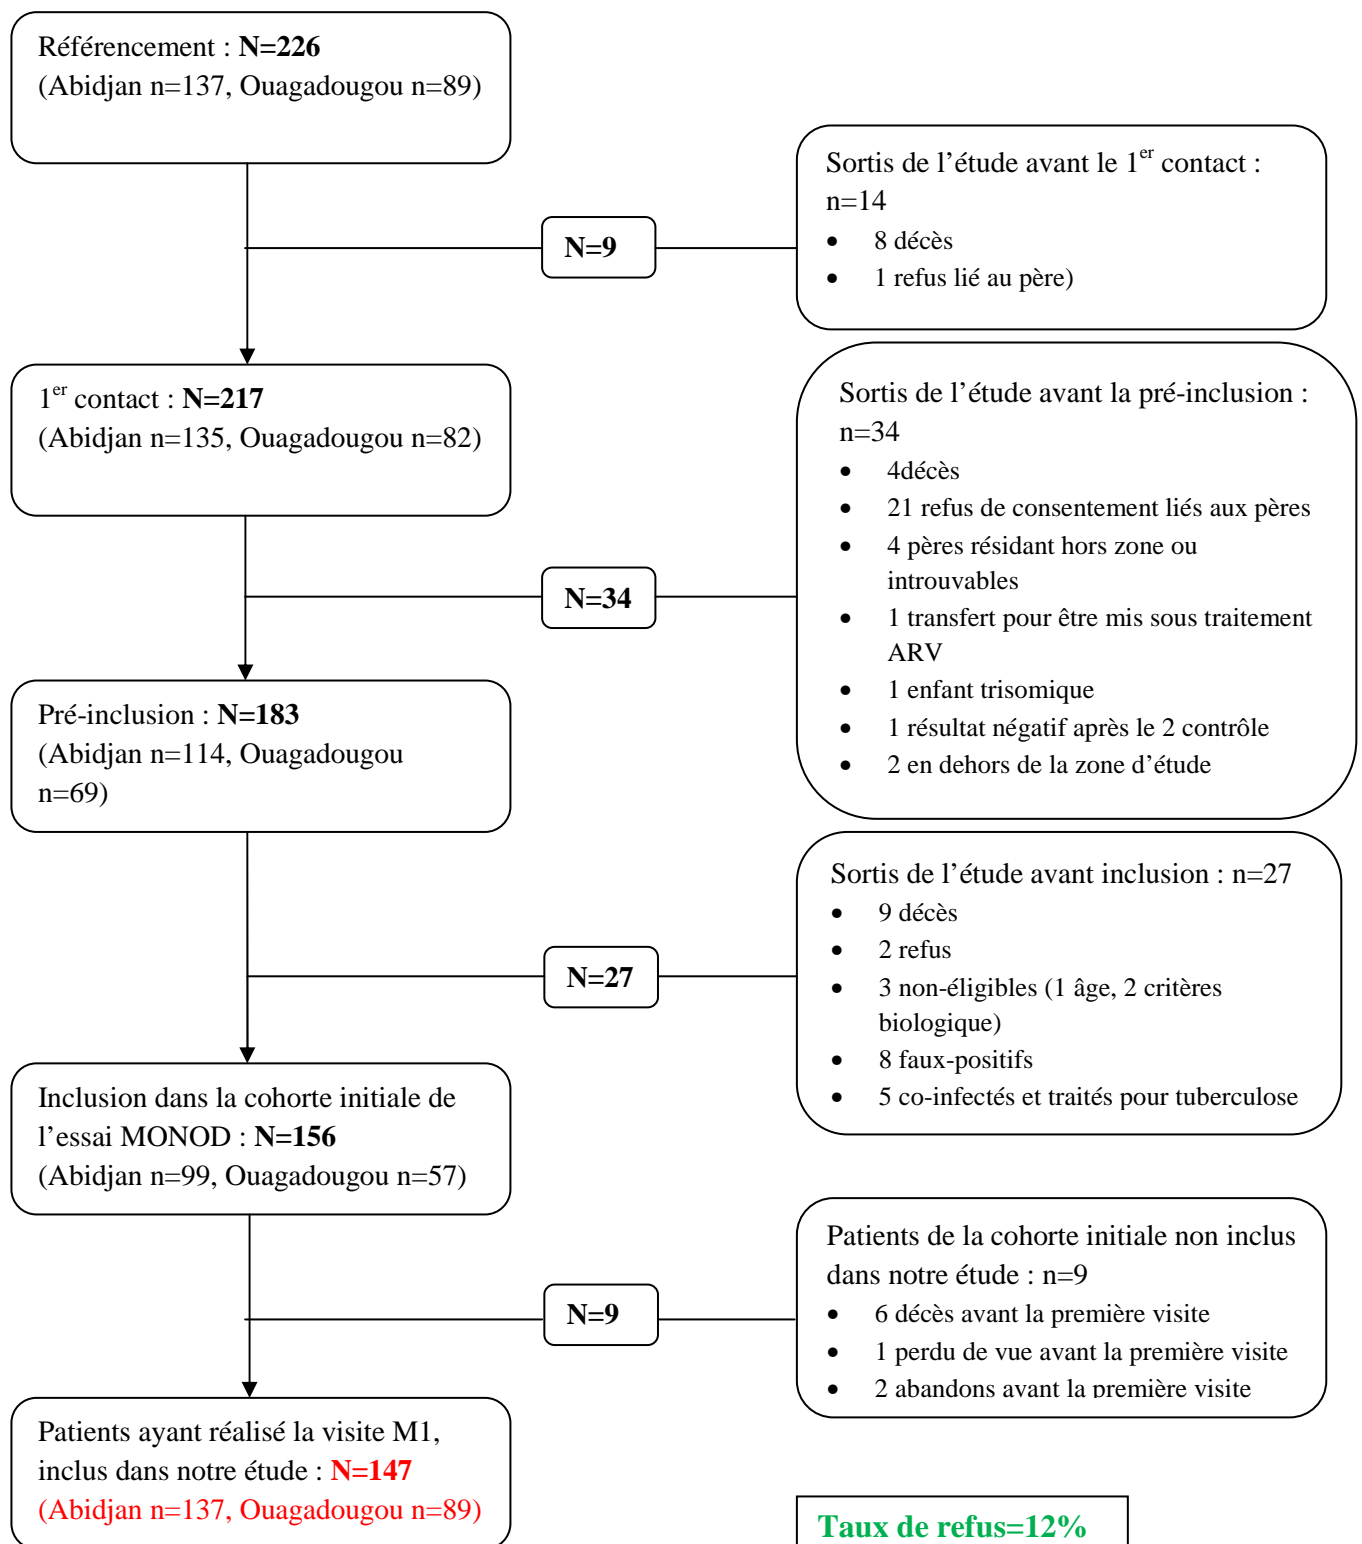 Référencement : N=226
(Abidjan n=137, Ouagadougou n=89)
Sortis de l’étude avant le 1er contact :
n=14
• 8 décès
• 1 refus lié au père)
N=9
1er contact : N=217
(Abidjan n=135, Ouagadougou n=82)
Sortis de l’étude avant la pré-inclusion :
n=34
• 4décès
• 21 refus de consentement liés aux pères
• 4 pères résidant hors zone ou
introuvables
• 1 transfert pour être mis sous traitement
ARV
• 1 enfant trisomique
• 1 résultat négatif après le 2 contrôle
• 2 en dehors de la zone d’étude
N=34
Pré-inclusion : N=183
(Abidjan n=114, Ouagadougou
n=69)
Sortis de l’étude avant inclusion : n=27
• 9 décès
• 2 refus
• 3 non-éligibles (1 âge, 2 critères
biologique)
• 8 faux-positifs
• 5 co-infectés et traités pour tuberculose
N=27
Inclusion dans la cohorte initiale de
l’essai MONOD : N=156
(Abidjan n=99, Ouagadougou n=57)
Patients de la cohorte initiale non inclus
dans notre étude : n=9
• 6 décès avant la première visite
• 1 perdu de vue avant la première visite
• 2 abandons avant la première visite
N=9
Patients ayant réalisé la visite M1,
inclus dans notre étude : N=147
(Abidjan n=137, Ouagadougou n=89)
Taux de refus=12%